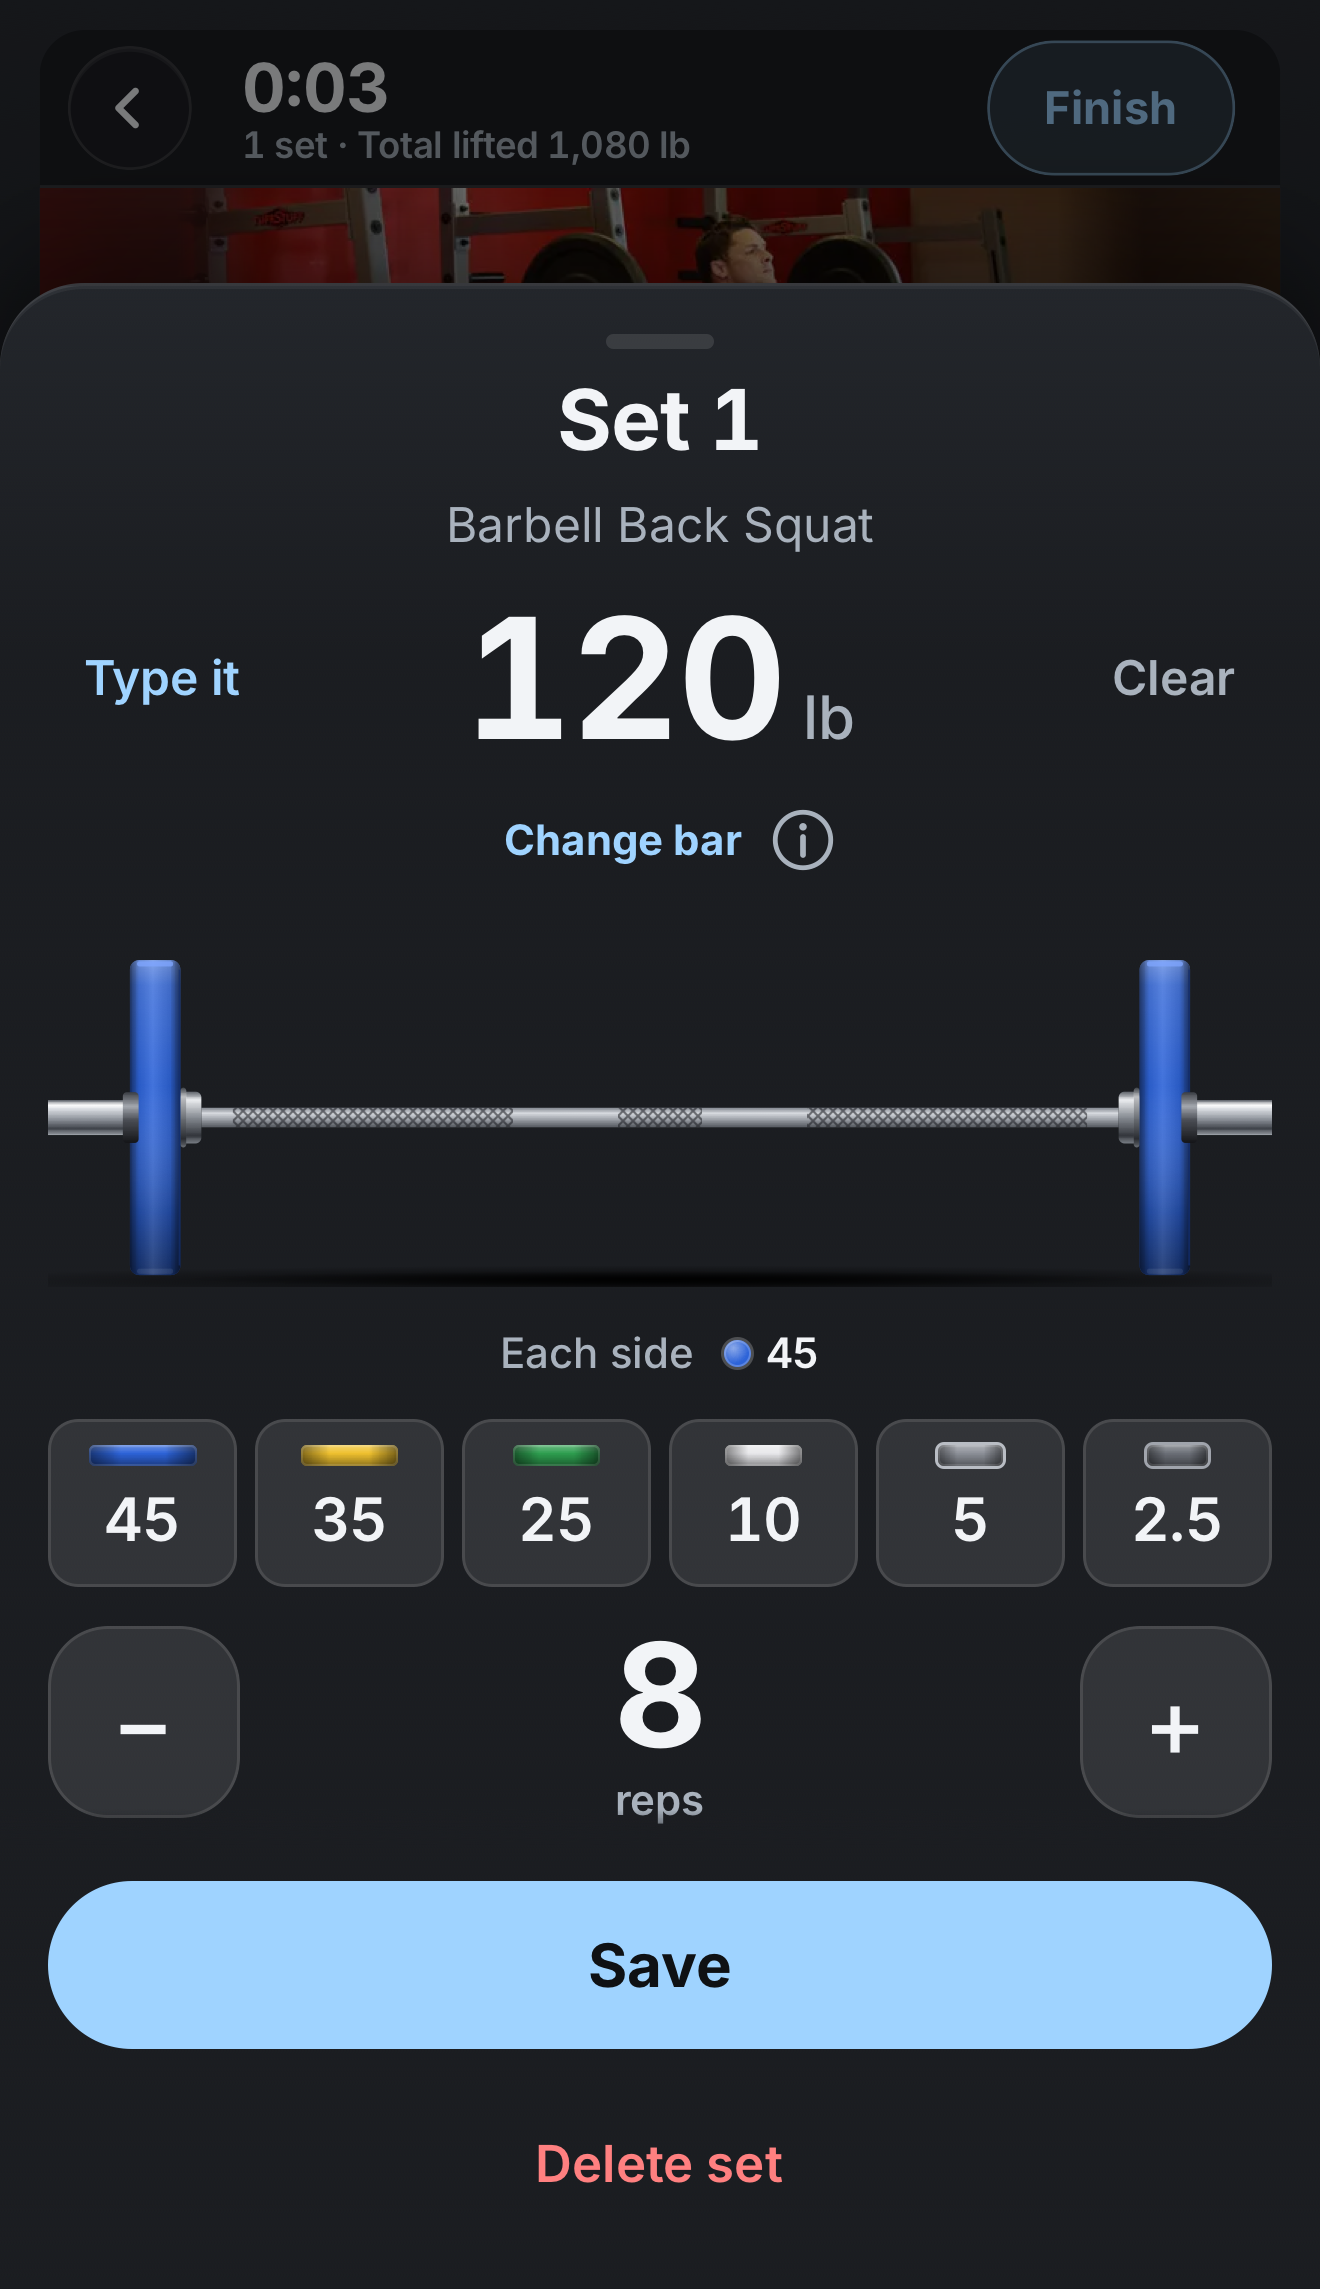 0:03
1 set · Total lifted 1,080 lb
Finish
Set 1
Barbell Back Squat
Type it
120 lb
Clear
Change bar
Each side 45
45 35 25 10 5 2.5
−
8
+
reps
Save
Delete set